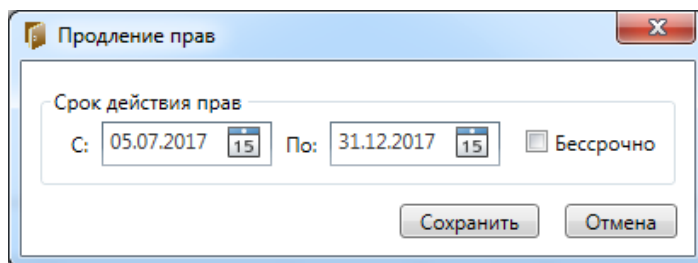 Продление прав
Срок действия прав
С: 05.07.2017 15 По: 31.12.2017 15 Бессрочно
Сохранить Отмена